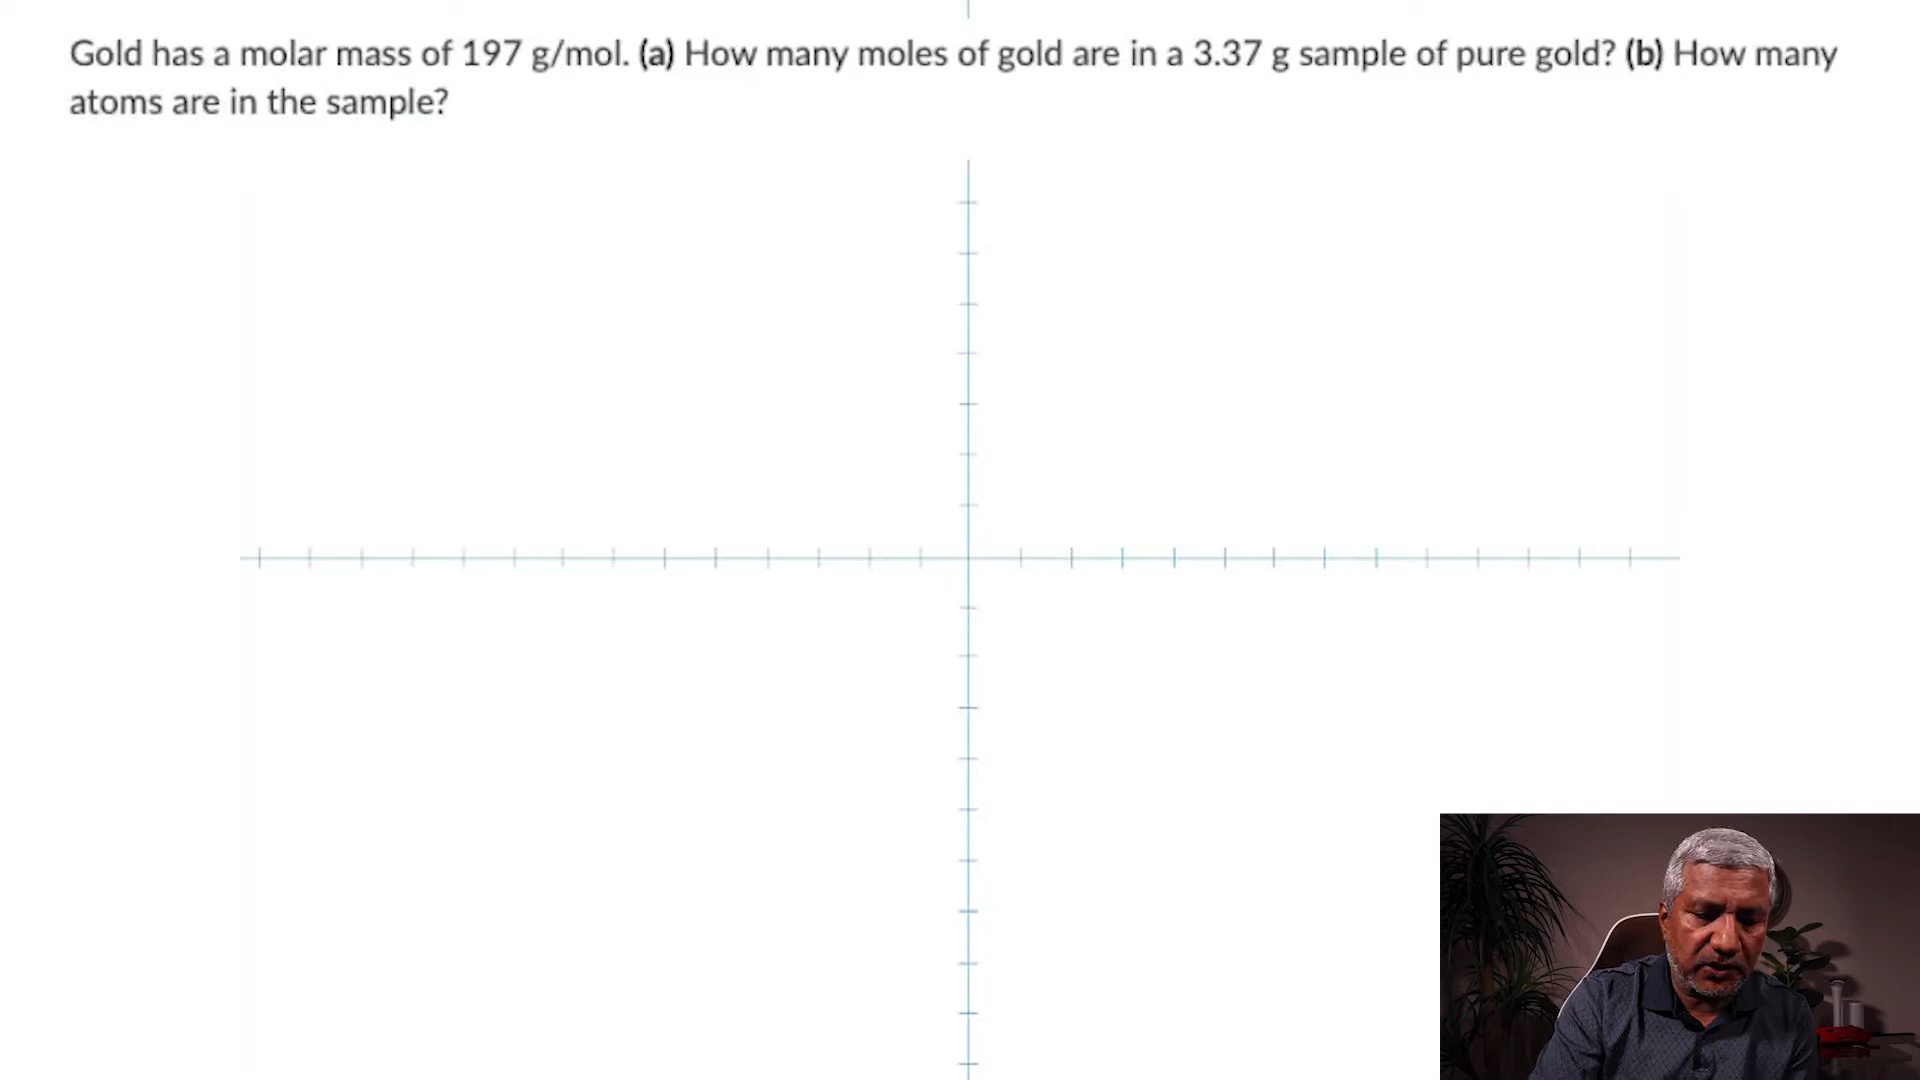 Gold has a molar mass of 197 g/mol. (a) How many moles of gold are in a 3.37 g sample of pure gold? (b) How many
atoms are in the sample?